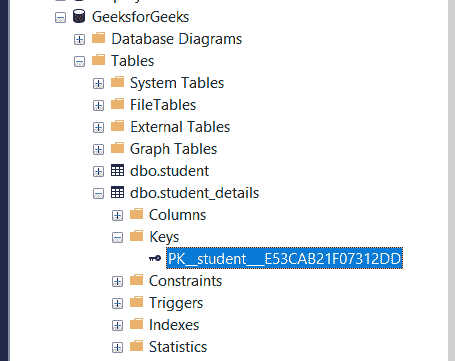 GeeksforGeeks
Database Diagrams
Tables
System Tables
FileTables
External Tables
Graph Tables
dbo.student
dbo.student_details
Columns
Keys
PK__student___E53CAB21F07312DD
Constraints
Triggers
Indexes
Statistics